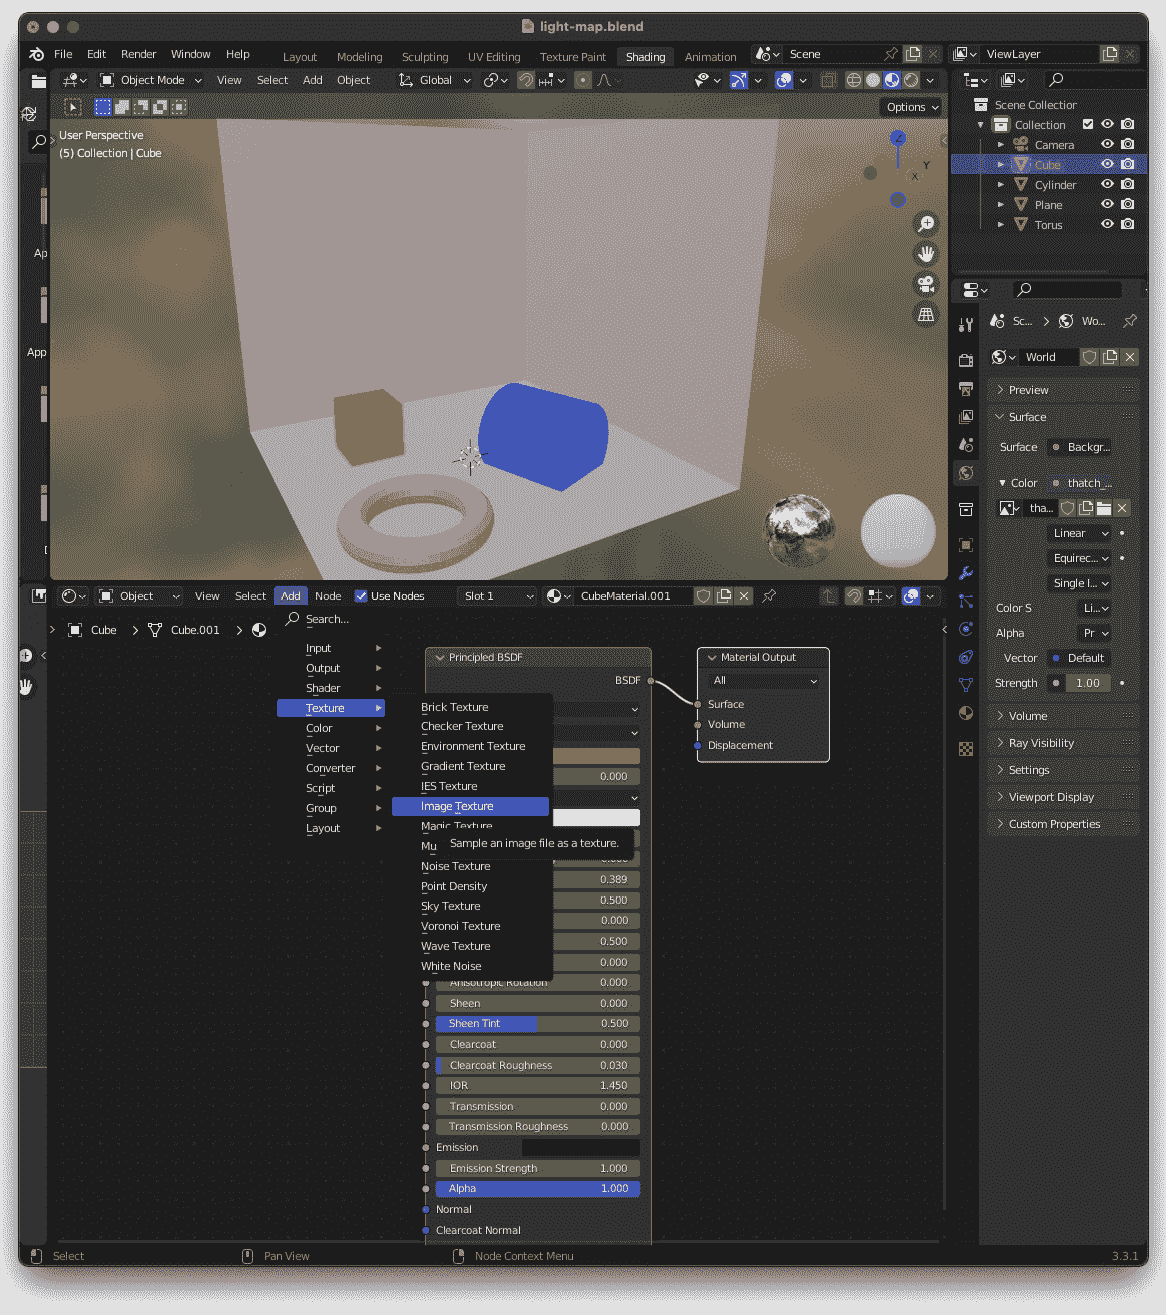 light-map.blend
File Edit Render Window Help Layout Modeling Sculpting UV Editing Texture Paint Shading Animation Scene ViewLayer
Object Mode View Select Add Object Global
Options
User Perspective
(5) Collection | Cube
Z
Y
X
Ap
App
Scene Collection
Collection
Camera
Cube
Cylinder
Plane
Torus
Sc... > Wo...
World
Preview
Surface
Surface Backgr...
Color thatch_...
tha...
Linear
Equirec...
Single I...
Color S Li...
Alpha Pr
Vector Default
Strength 1.00
Volume
Ray Visibility
Settings
Viewport Display
Custom Properties
Object View Select Add Node Use Nodes Slot 1 CubeMaterial.001
Cube > Cube.001 >
Search...
Input
Output
Shader
Texture
Color
Vector
Converter
Script
Group
Layout
Brick Texture
Checker Texture
Environment Texture
Gradient Texture
IES Texture
Image Texture
Magic Texture
Mu
Sample an image file as a texture.
Noise Texture
Point Density
Sky Texture
Voronoi Texture
Wave Texture
White Noise
Principled BSDF
BSDF
0.000
0.389
0.500
0.000
0.500
0.000
Anisotropic Rotation 0.000
Sheen 0.000
Sheen Tint 0.500
Clearcoat 0.000
Clearcoat Roughness 0.030
IOR 1.450
Transmission 0.000
Transmission Roughness 0.000
Emission
Emission Strength 1.000
Alpha 1.000
Normal
Clearcoat Normal
Material Output
All
Surface
Volume
Displacement
Select Pan View Node Context Menu 3.3.1